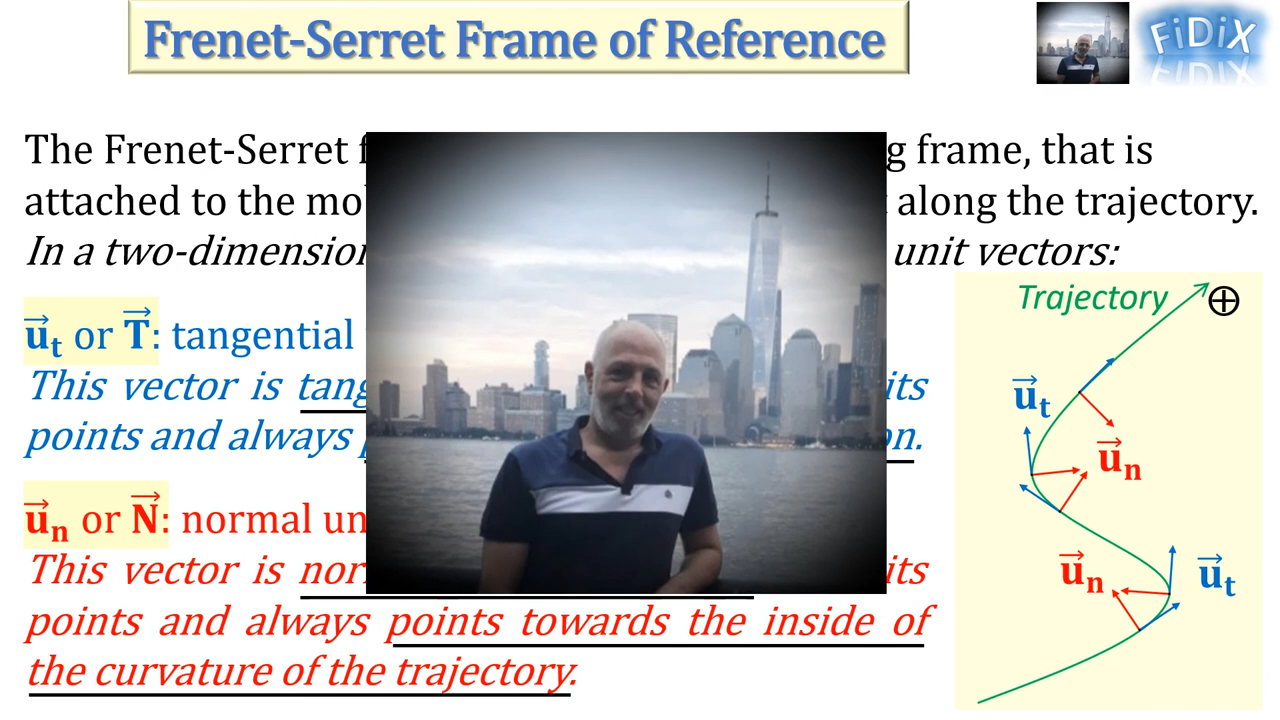 Frenet-Serret Frame of Reference
FiDiX
The Frenet-Serret g frame, that is
attached to the mo along the trajectory.
In a two-dimension unit vectors:
u⃗t or T⃗: tangential
This vector is tang its
points and always on.
u⃗n or N⃗: normal un
This vector is nor its
points and always points towards the inside of
the curvature of the trajectory.
Trajectory ⊕
u⃗t
u⃗n
u⃗n u⃗t